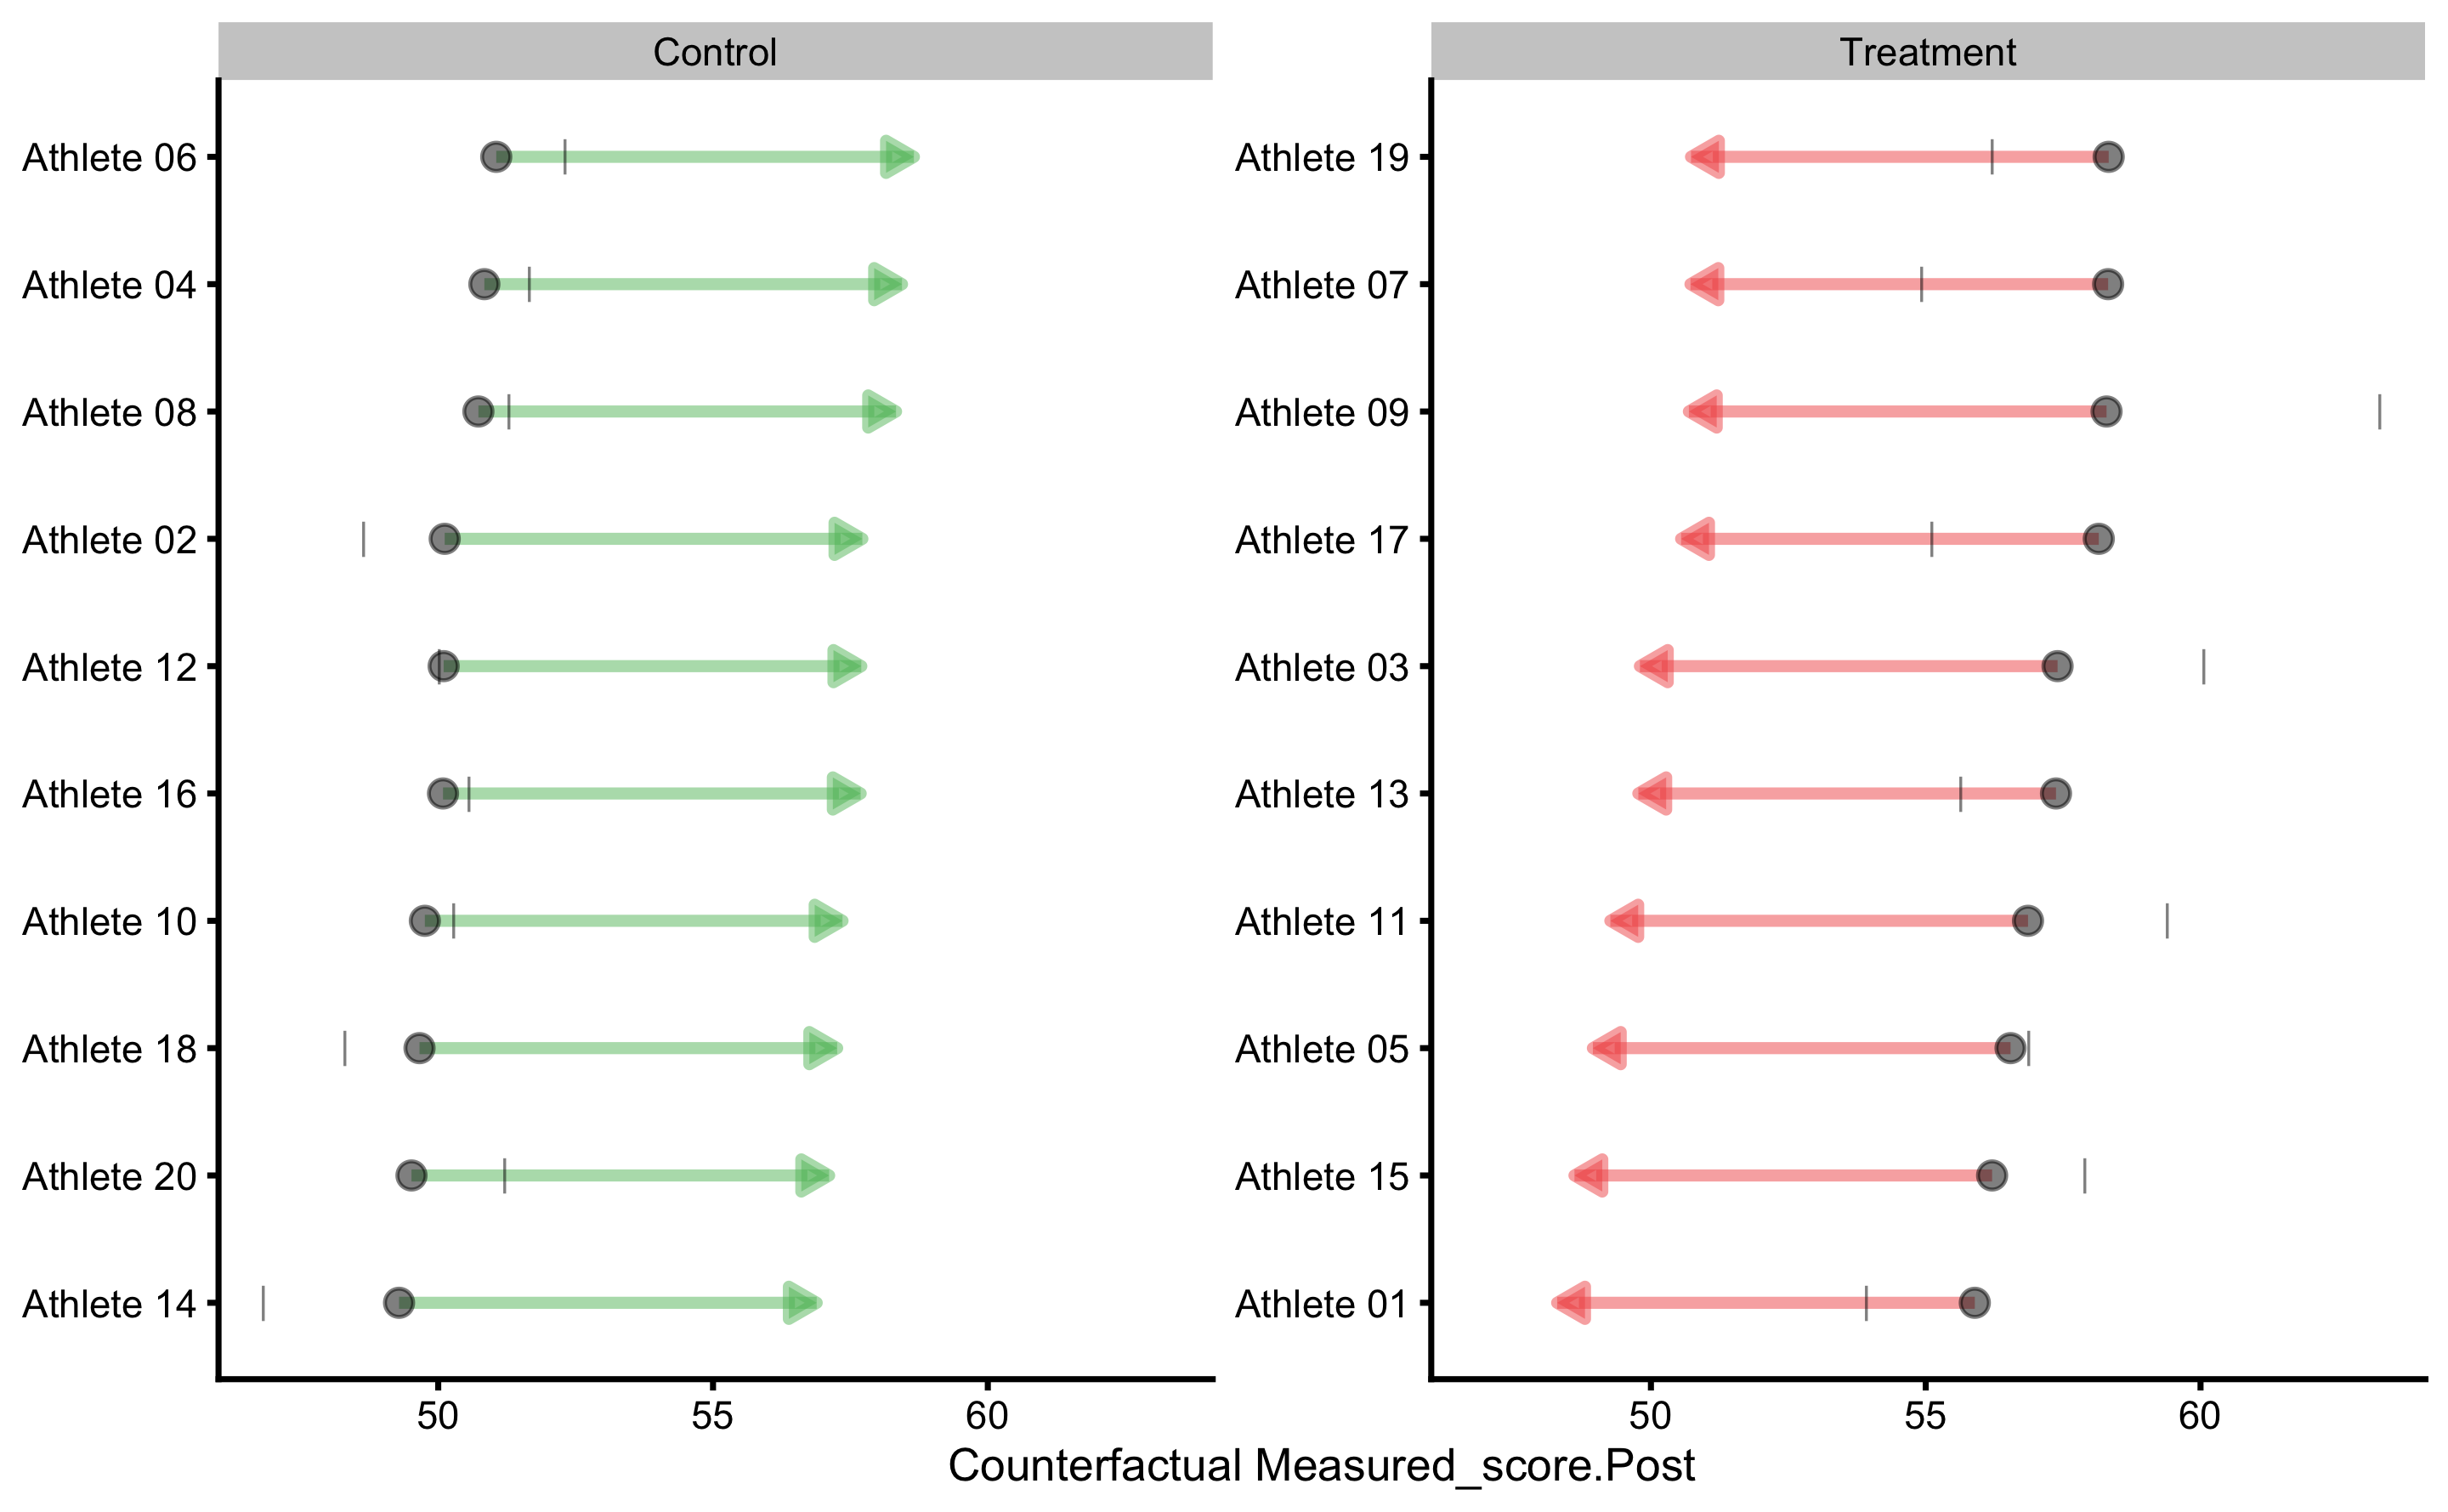 Control
Athlete 06
Athlete 04
Athlete 08
Athlete 02
Athlete 12
Athlete 16
Athlete 10
Athlete 18
Athlete 20
Athlete 14
50 55 60
Treatment
Athlete 19
Athlete 07
Athlete 09
Athlete 17
Athlete 03
Athlete 13
Athlete 11
Athlete 05
Athlete 15
Athlete 01
50 55 60
Counterfactual Measured_score.Post